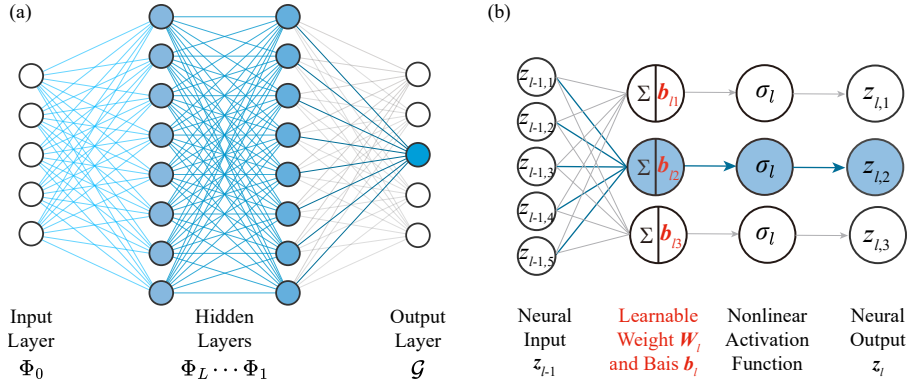 (a)
Input
Layer
Φ₀
Hidden
Layers
Φ_L ⋯ Φ₁
Output
Layer
𝒢
(b)
z_{l-1,1}
z_{l-1,2}
z_{l-1,3}
z_{l-1,4}
z_{l-1,5}
Σ b_{l1}
σ_l
z_{l,1}
Σ b_{l2}
σ_l
z_{l,2}
Σ b_{l3}
σ_l
z_{l,3}
Neural
Input
z_{l-1}
Learnable
Weight W_l
and Bais b_l
Nonlinear
Activation
Function
Neural
Output
z_l